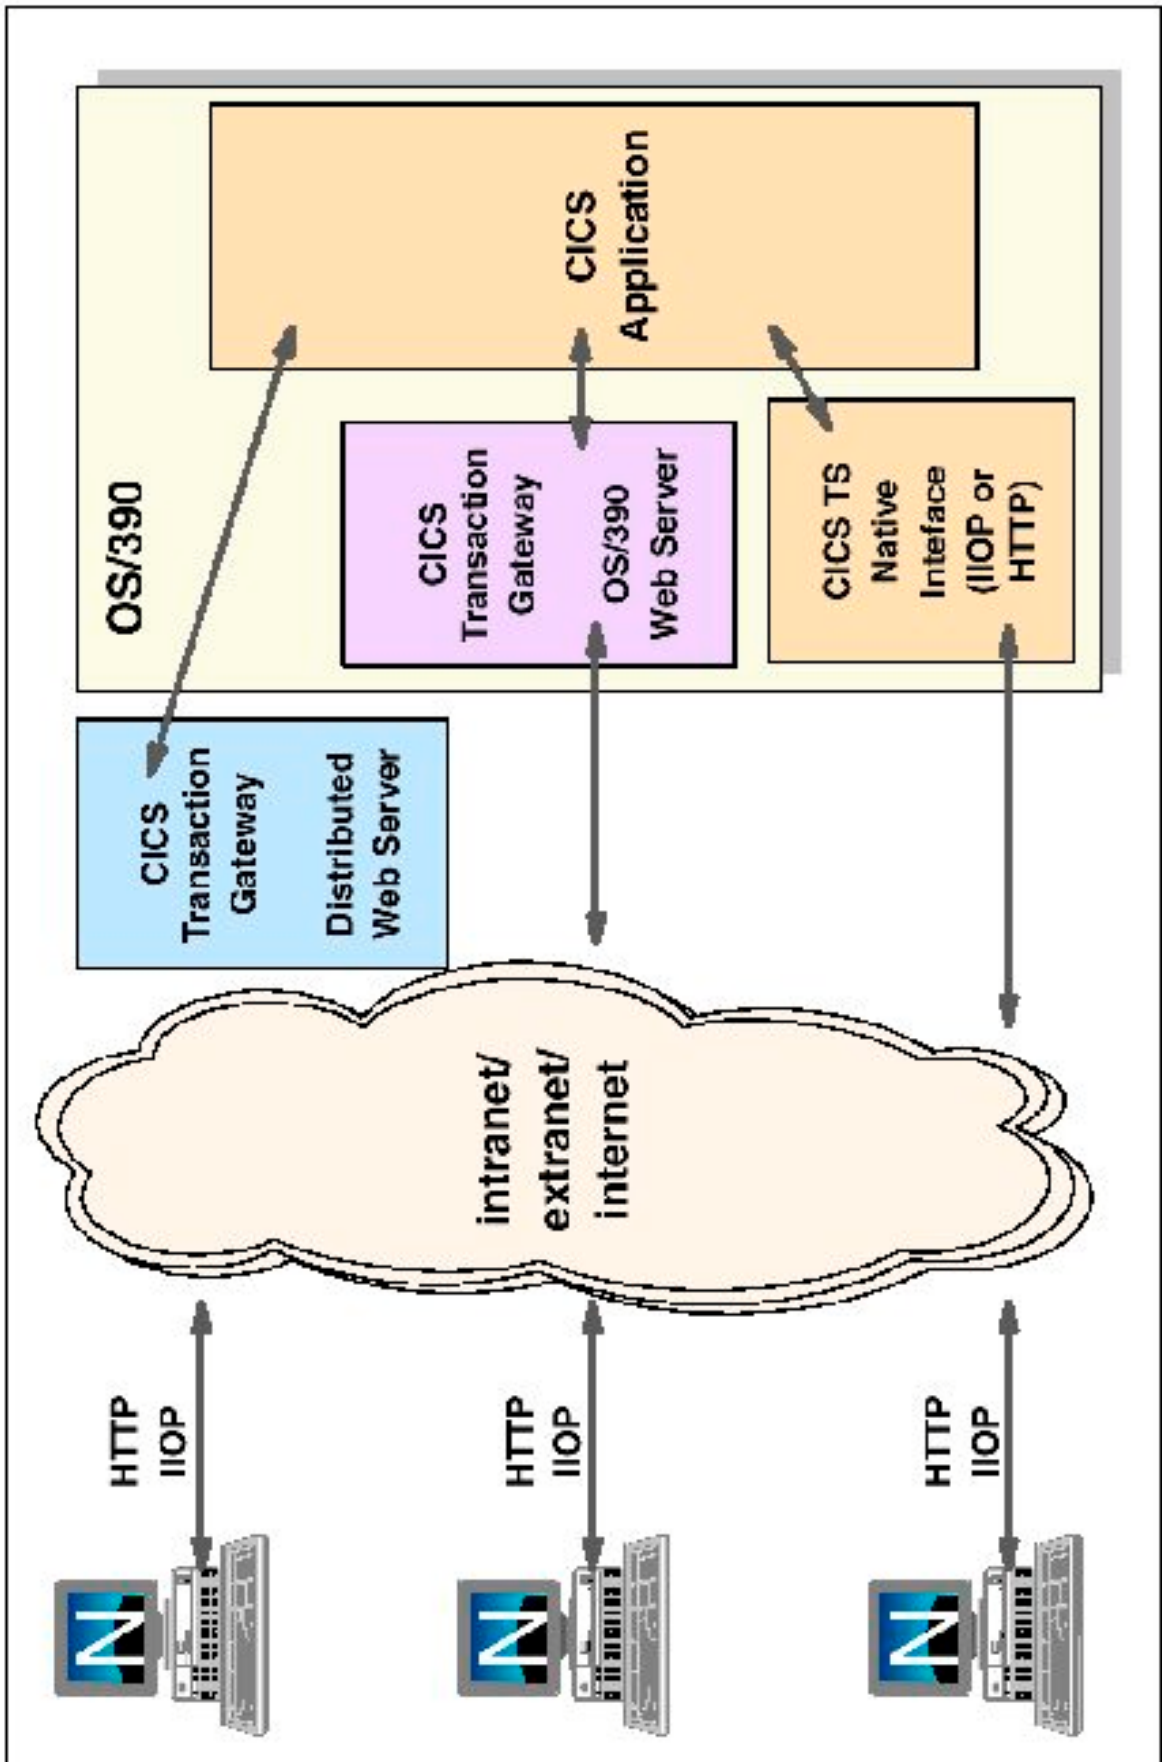 HTTP
IIOP
HTTP
IIOP
HTTP
IIOP
intranet/
extranet/
internet
CICS
Transaction
Gateway
Distributed
Web Server
OS/390
CICS
Transaction
Gateway
OS/390
Web Server
CICS TS
Native
Inteface
(IIOP or
HTTP)
CICS
Application
N
N
N